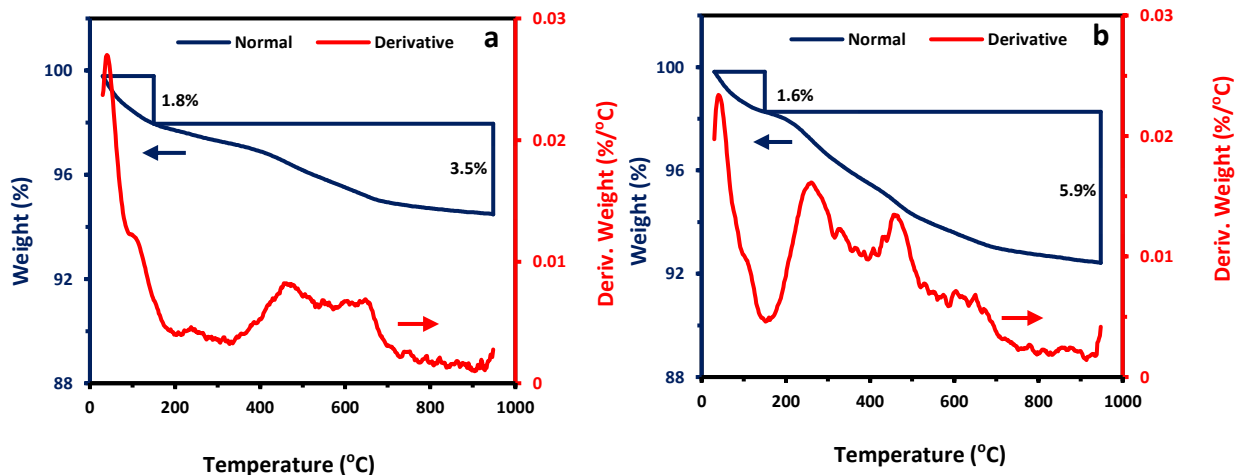 Normal Derivative a
0.03
100
1.8%
0.02
96
3.5%
Weight (%)
Deriv. Weight (%/°C)
0.01
92
88
0
0 200 400 600 800 1000
Temperature (°C)
Normal Derivative b
0.03
100
1.6%
0.02
96
5.9%
Weight (%)
Deriv. Weight (%/°C)
0.01
92
88
0
0 200 400 600 800 1000
Temperature (°C)